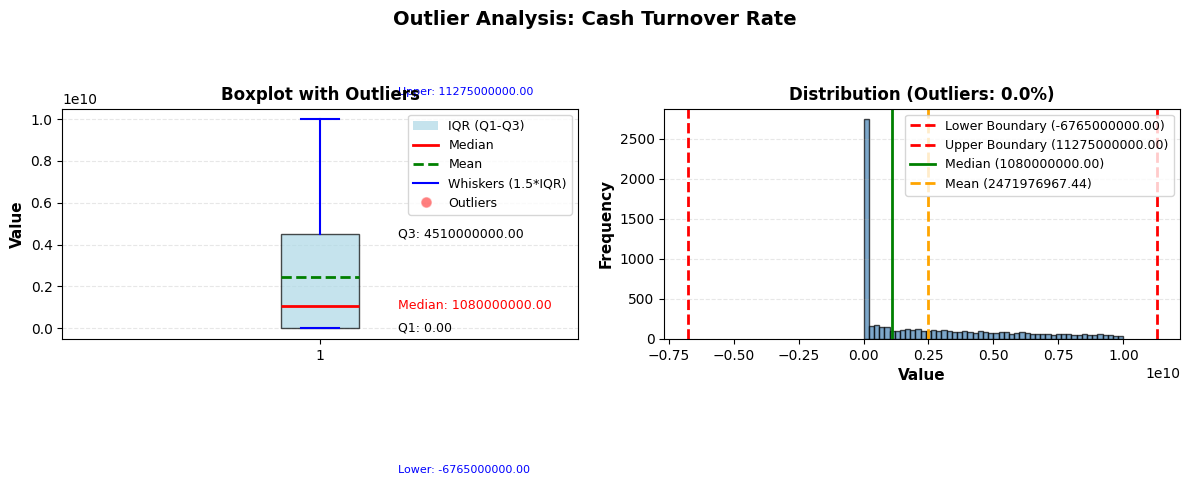 Outlier Analysis: Cash Turnover Rate
Boxplot with Outliers
1e10
Upper: 11275000000.00
IQR (Q1-Q3)
Median
Mean
Whiskers (1.5*IQR)
Outliers
Q3: 4510000000.00
Median: 1080000000.00
Q1: 0.00
Lower: -6765000000.00
Value
1.0
0.8
0.6
0.4
0.2
0.0
1
Distribution (Outliers: 0.0%)
Lower Boundary (-6765000000.00)
Upper Boundary (11275000000.00)
Median (1080000000.00)
Mean (2471976967.44)
Frequency
2500
2000
1500
1000
500
0
−0.75 −0.50 −0.25 0.00 0.25 0.50 0.75 1.00
Value
1e10